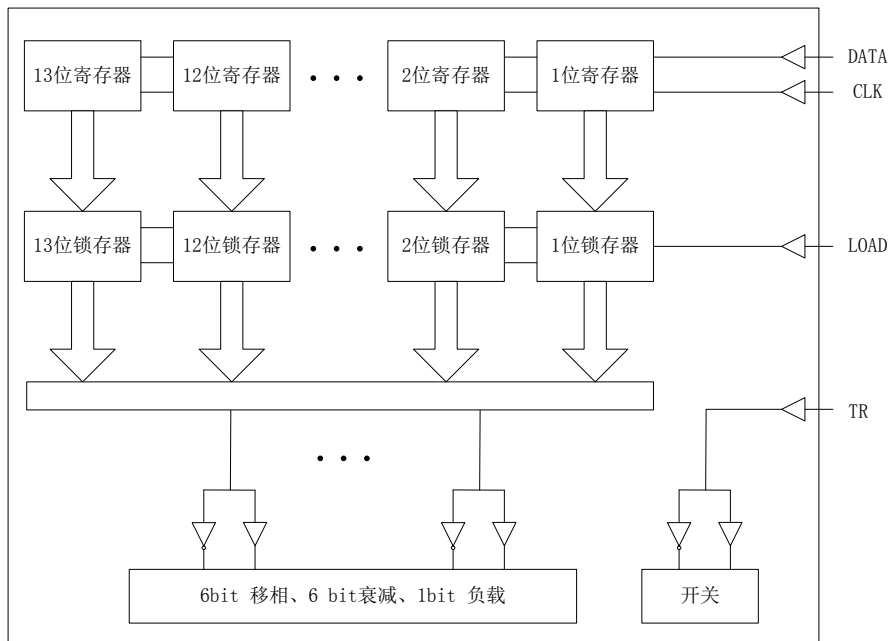 13位寄存器 12位寄存器 2位寄存器 1位寄存器 DATA
CLK
13位锁存器 12位锁存器 2位锁存器 1位锁存器 LOAD
TR
6bit 移相、6 bit衰减、1bit 负载 开关